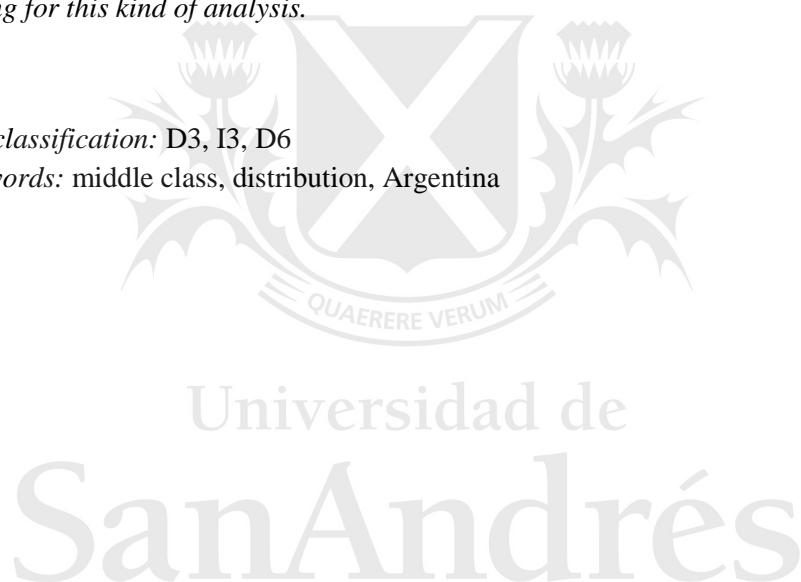 ng for this kind of analysis.
classification: D3, I3, D6
vords: middle class, distribution, Argentina
QUAERERE VERUM
Universidad de
SanAndrés